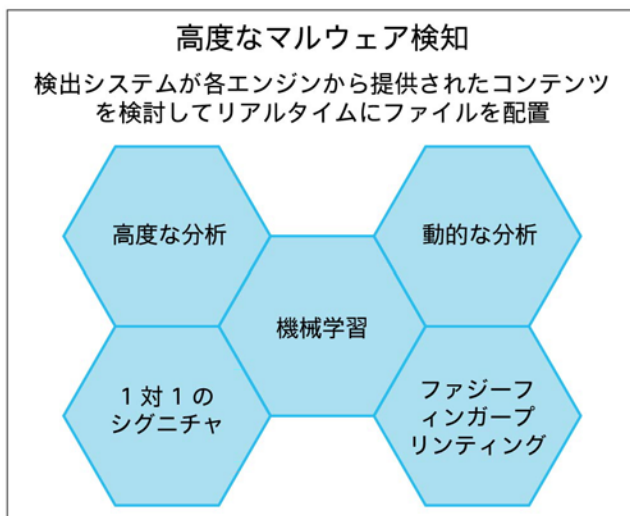 高度なマルウェア検知
検出システムが各エンジンから提供されたコンテンツ
を検討してリアルタイムにファイルを配置
高度な分析
動的な分析
機械学習
1 対 1 の
シグニチャ
ファジーフ
ィンガープ
リンティング